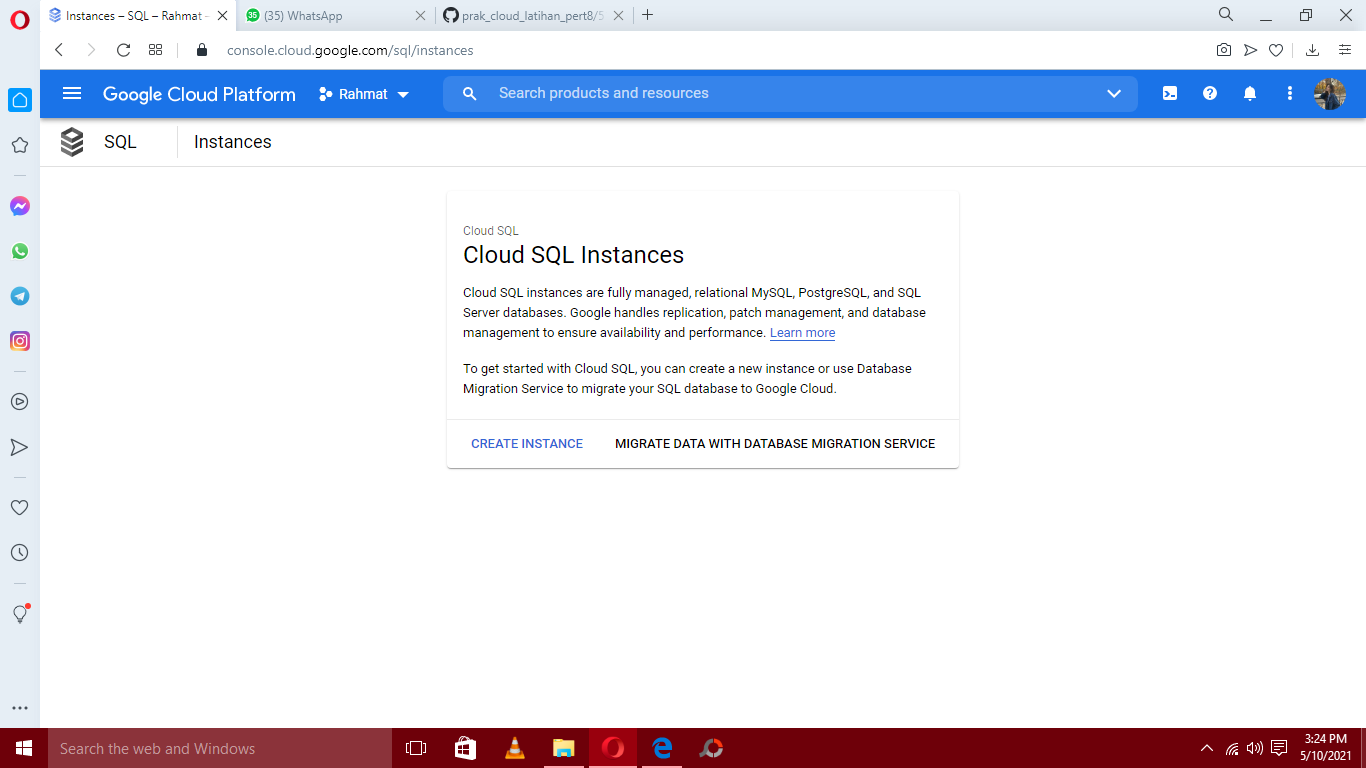 Instances – SQL – Rahmat -
(35) WhatsApp
prak_cloud_latihan_pert8/5
console.cloud.google.com/sql/instances
Google Cloud Platform
Rahmat
Search products and resources
SQL
Instances
Cloud SQL
Cloud SQL Instances
Cloud SQL instances are fully managed, relational MySQL, PostgreSQL, and SQL
Server databases. Google handles replication, patch management, and database
management to ensure availability and performance. Learn more
To get started with Cloud SQL, you can create a new instance or use Database
Migration Service to migrate your SQL database to Google Cloud.
CREATE INSTANCE
MIGRATE DATA WITH DATABASE MIGRATION SERVICE
Search the web and Windows
3:24 PM
5/10/2021